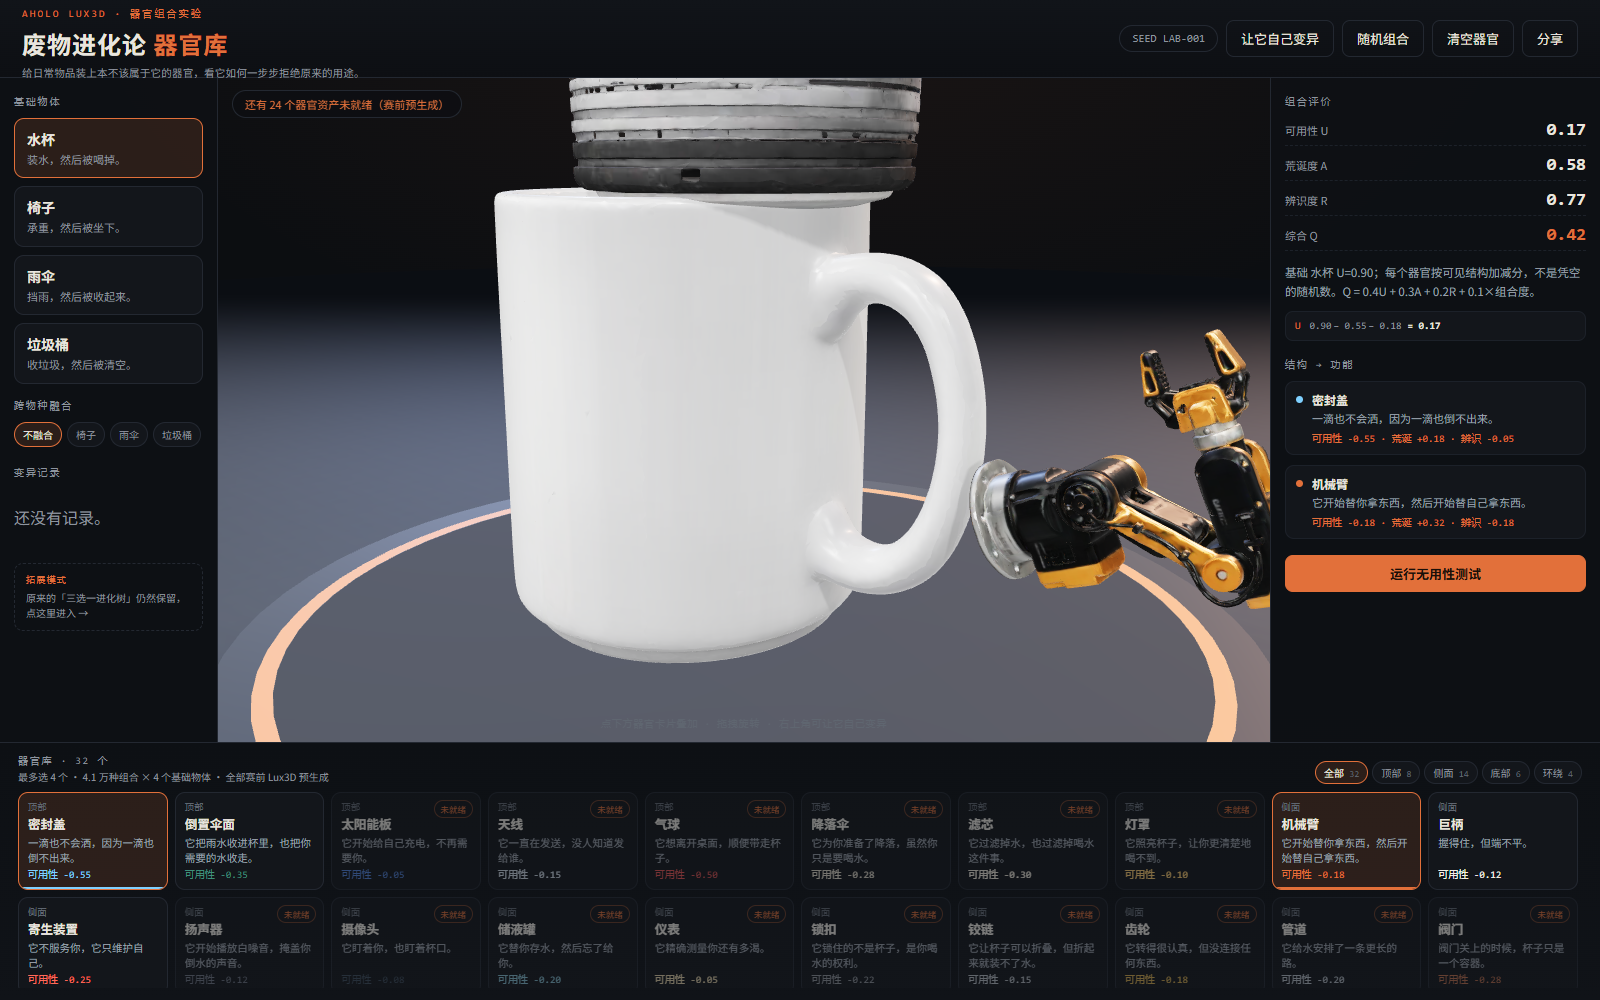 AHOLO LUX3D · 器官组合实验
废物进化论 器官库
给日常物品装上本不该属于它的器官，看它如何一步步拒绝原来的用途。
SEED LAB-001
让它自己变异
随机组合
清空器官
分享
基础物体
水杯
装水，然后被喝掉。
椅子
承重，然后被坐下。
雨伞
挡雨，然后被收起来。
垃圾桶
收垃圾，然后被清空。
跨物种融合
不融合
椅子
雨伞
垃圾桶
变异记录
还没有记录。
拓展模式
原来的「三选一进化树」仍然保留，
点这里进入 →
还有 24 个器官资产未就绪（赛前预生成）
组合评价
可用性 U 0.17
荒诞度 A 0.58
辨识度 R 0.77
综合 Q 0.42
基础 水杯 U=0.90；每个器官按可见结构加减分，不是凭空
的随机数。Q = 0.4U + 0.3A + 0.2R + 0.1×组合度。
U 0.90 – 0.55 – 0.18 = 0.17
结构 → 功能
密封盖
一滴也不会洒，因为一滴也倒不出来。
可用性 -0.55 · 荒诞 +0.18 · 辨识 -0.05
机械臂
它开始替你拿东西，然后开始替自己拿东西。
可用性 -0.18 · 荒诞 +0.32 · 辨识 -0.18
运行无用性测试
器官库 · 32 个
最多选 4 个 · 4.1 万种组合 × 4 个基础物体 · 全部赛前 Lux3D 预生成
全部 32
顶部 8
侧面 14
底部 6
环绕 4
顶部
密封盖
一滴也不会洒，因为一滴也
倒不出来。
可用性 -0.55
顶部
倒置伞面
它把雨水收进杯里，也把你
需要的水收走。
可用性 -0.35
顶部
未就绪
太阳能板
它开始给自己充电，不再需
要你。
可用性 -0.05
顶部
未就绪
天线
它一直在发送，没人知道发
给谁。
可用性 -0.15
顶部
未就绪
气球
它想离开桌面，顺便带走杯
子。
可用性 -0.50
顶部
未就绪
降落伞
它为你准备了降落，虽然你
只是要喝水。
可用性 -0.28
顶部
未就绪
滤芯
它过滤掉水，也过滤掉喝水
这件事。
可用性 -0.30
顶部
未就绪
灯罩
它照亮杯子，让你更清楚地
喝不到。
可用性 -0.10
侧面
机械臂
它开始替你拿东西，然后开
始替自己拿东西。
可用性 -0.18
侧面
巨柄
握得住，但端不平。
可用性 -0.12
侧面
寄生装置
它不服务你，它只维护自
己。
可用性 -0.25
侧面
未就绪
扬声器
它开始播放白噪音，掩盖你
倒水的声音。
可用性 -0.12
侧面
未就绪
摄像头
它盯着你，也盯着杯口。
可用性 -0.08
侧面
未就绪
储液罐
它替你存水，然后忘了给
你。
可用性 -0.20
侧面
未就绪
仪表
它精确测量你还有多渴。
可用性 -0.05
侧面
未就绪
锁扣
它锁住的不是杯子，是你喝
水的权利。
可用性 -0.22
侧面
未就绪
铰链
它让杯子可以折叠，但折起
来就装不了水。
可用性 -0.15
侧面
未就绪
齿轮
它转得很认真，但没连接任
何东西。
可用性 -0.18
侧面
未就绪
管道
它给水安排了一条更长的
路。
可用性 -0.20
侧面
未就绪
阀门
阀门关上的时候，杯子只是
一个容器。
可用性 -0.28